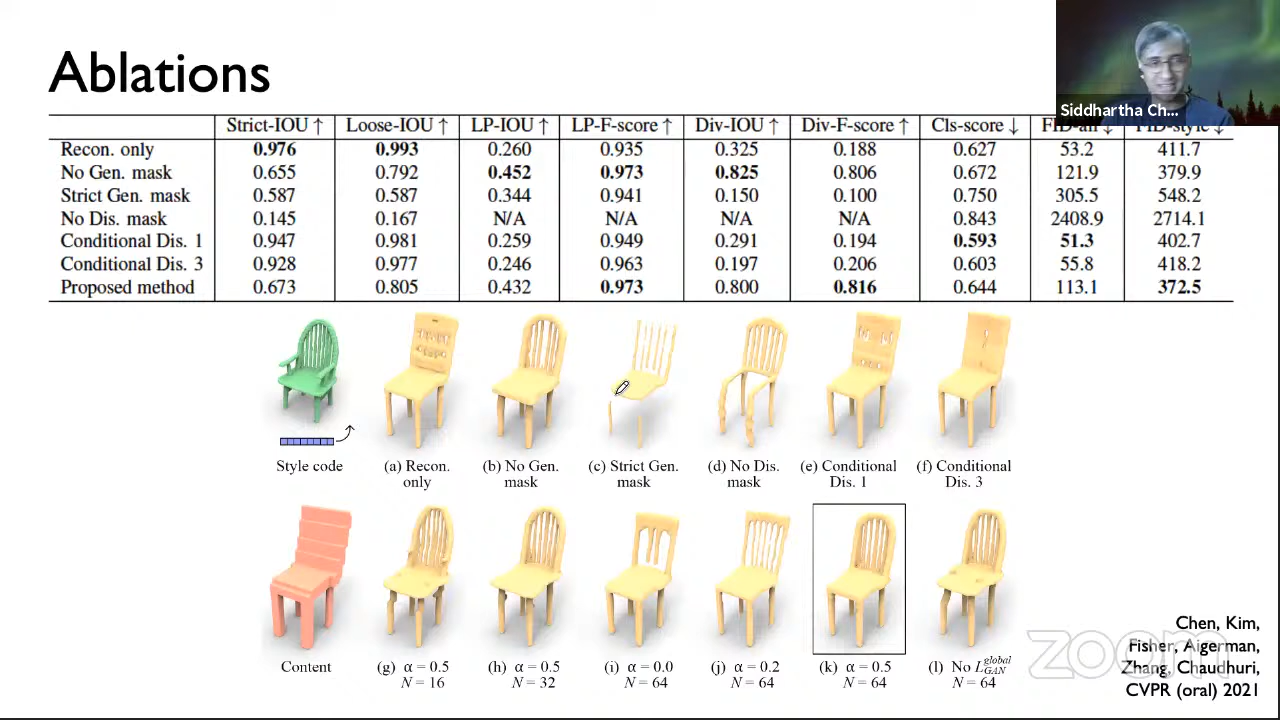 Ablations
Siddhartha Ch...
Strict-IOU ↑ Loose-IOU ↑ LP-IOU ↑ LP-F-score ↑ Div-IOU ↑ Div-F-score ↑ Cls-score ↓ FID-all ↓ FID-style ↓
Recon. only 0.976 0.993 0.260 0.935 0.325 0.188 0.627 53.2 411.7
No Gen. mask 0.655 0.792 0.452 0.973 0.825 0.806 0.672 121.9 379.9
Strict Gen. mask 0.587 0.587 0.344 0.941 0.150 0.100 0.750 305.5 548.2
No Dis. mask 0.145 0.167 N/A N/A N/A N/A 0.843 2408.9 2714.1
Conditional Dis. 1 0.947 0.981 0.259 0.949 0.291 0.194 0.593 51.3 402.7
Conditional Dis. 3 0.928 0.977 0.246 0.963 0.197 0.206 0.603 55.8 418.2
Proposed method 0.673 0.805 0.432 0.973 0.800 0.816 0.644 113.1 372.5
Style code (a) Recon. (b) No Gen. (c) Strict Gen. (d) No Dis. (e) Conditional (f) Conditional
only mask mask mask Dis. 1 Dis. 3
Content (g) α = 0.5 (h) α = 0.5 (i) α = 0.0 (j) α = 0.2 (k) α = 0.5 (l) No L_GAN^global
N = 16 N = 32 N = 64 N = 64 N = 64 N = 64
Chen, Kim,
Fisher, Aigerman,
Zhang, Chaudhuri,
CVPR (oral) 2021
zoom